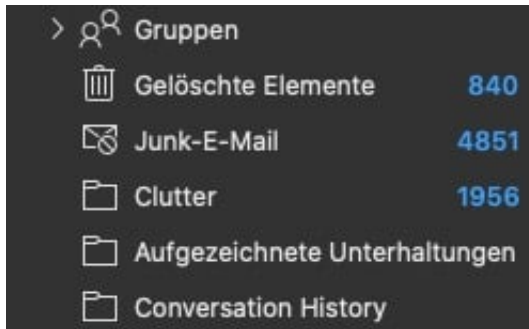 Gruppen
Gelöschte Elemente 840
Junk-E-Mail 4851
Clutter 1956
Aufgezeichnete Unterhaltungen
Conversation History